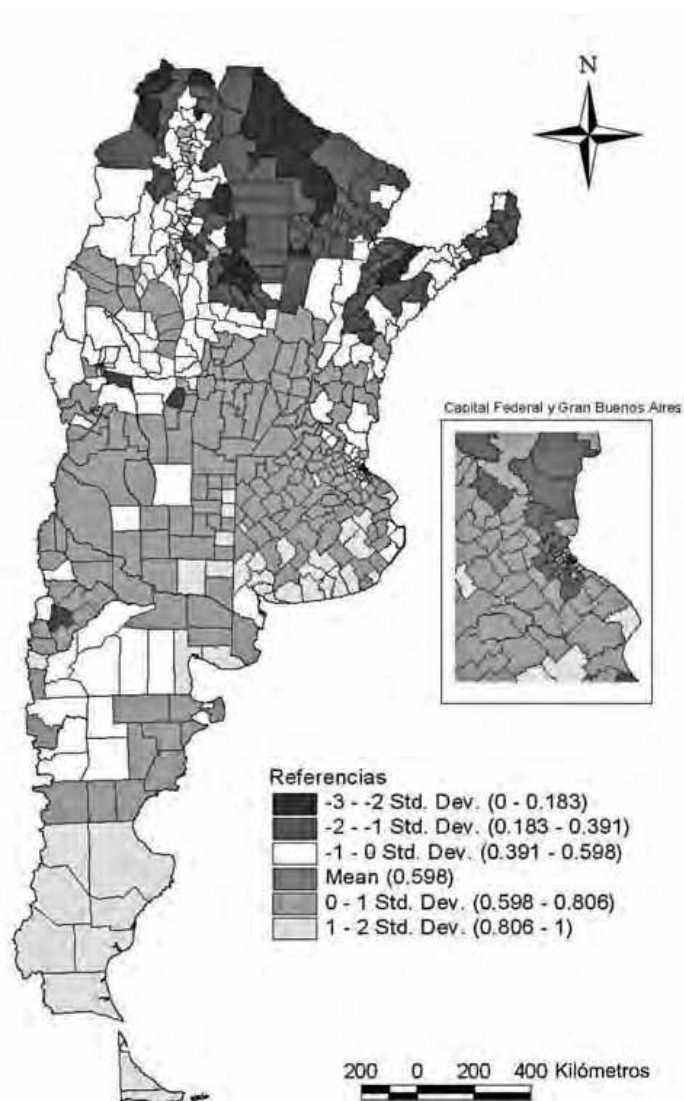 N
Capital Federal y Gran Buenos Aires
Referencias
-3 - -2 Std. Dev. (0 - 0.183)
-2 - -1 Std. Dev. (0.183 - 0.391)
-1 - 0 Std. Dev. (0.391 - 0.598)
Mean (0.598)
0 - 1 Std. Dev. (0.598 - 0.806)
1 - 2 Std. Dev. (0.806 - 1)
200 0 200 400 Kilómetros